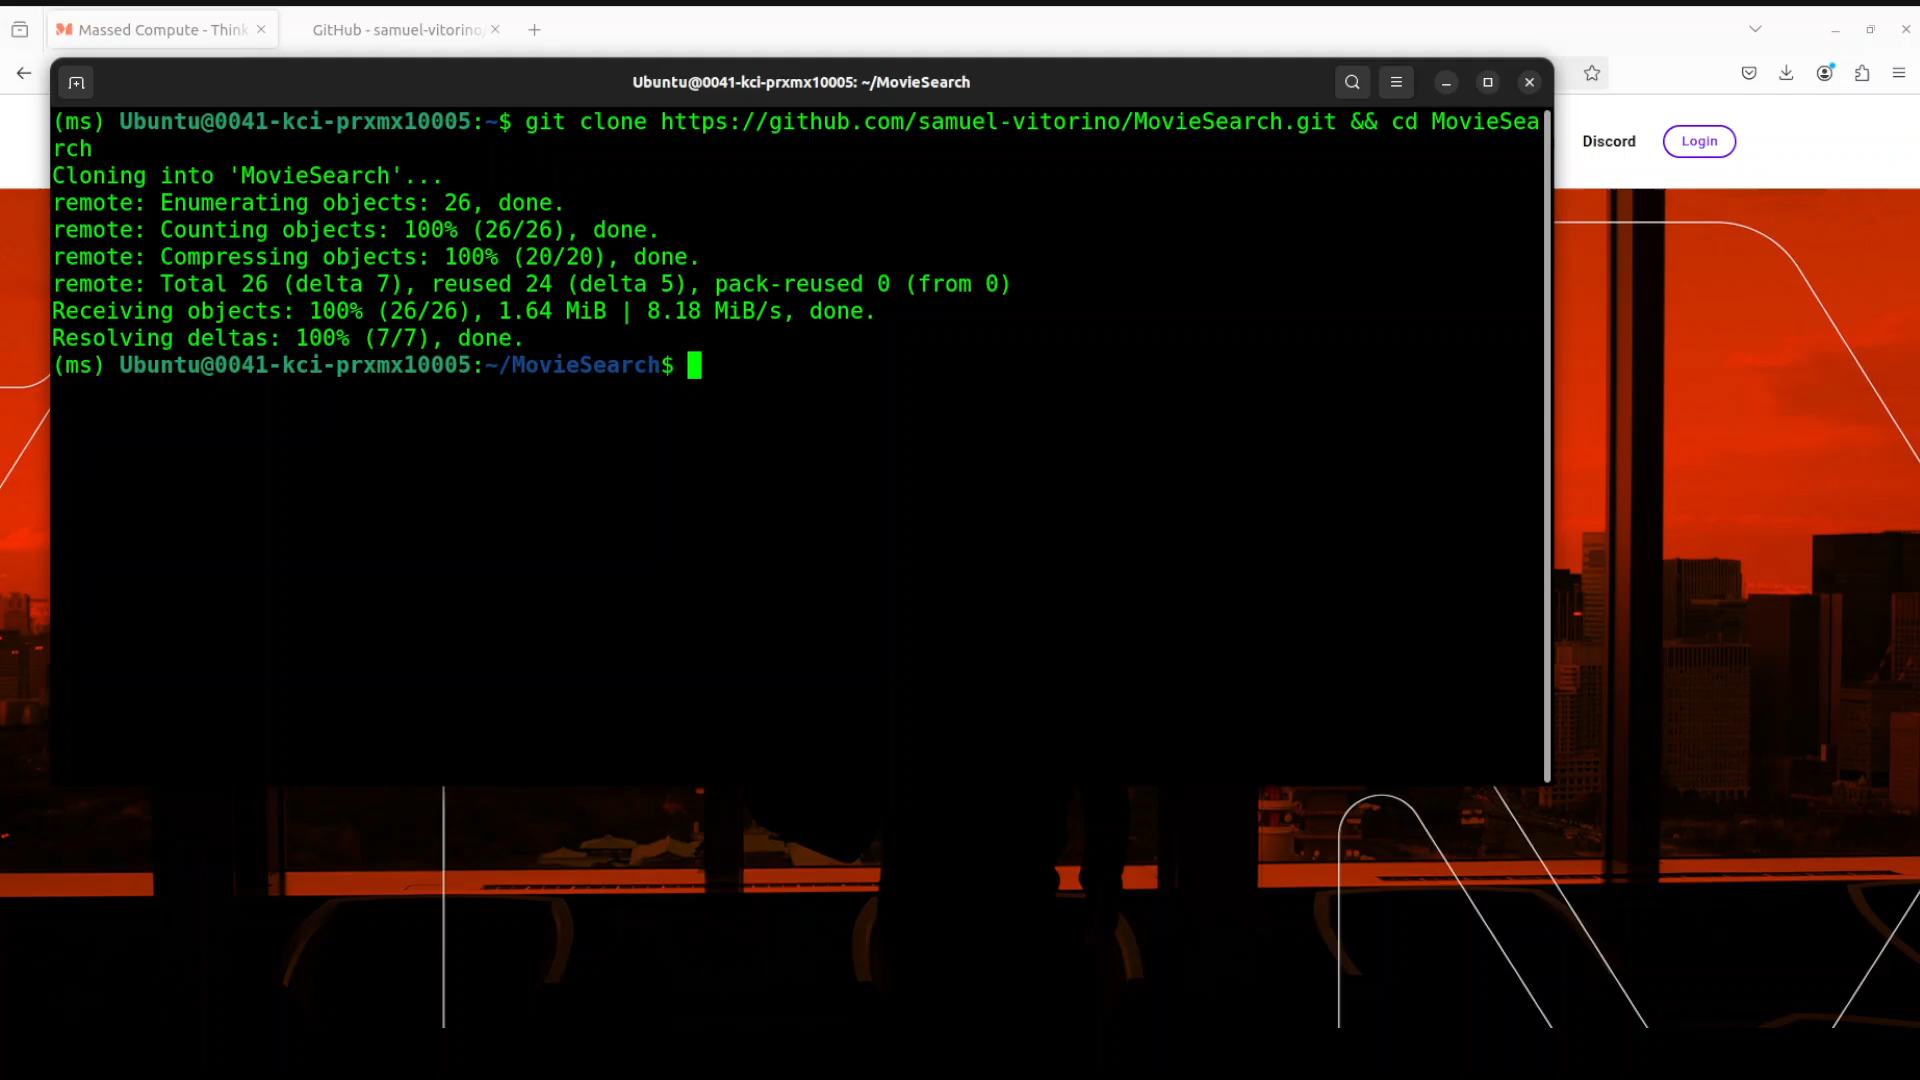 Massed Compute - Think
GitHub - samuel-vitorino/
Ubuntu@0041-kci-prxmx10005: ~/MovieSearch
Discord
Login
(ms) Ubuntu@0041-kci-prxmx10005:~$ git clone https://github.com/samuel-vitorino/MovieSearch.git && cd MovieSea
rch
Cloning into 'MovieSearch'...
remote: Enumerating objects: 26, done.
remote: Counting objects: 100% (26/26), done.
remote: Compressing objects: 100% (20/20), done.
remote: Total 26 (delta 7), reused 24 (delta 5), pack-reused 0 (from 0)
Receiving objects: 100% (26/26), 1.64 MiB | 8.18 MiB/s, done.
Resolving deltas: 100% (7/7), done.
(ms) Ubuntu@0041-kci-prxmx10005:~/MovieSearch$